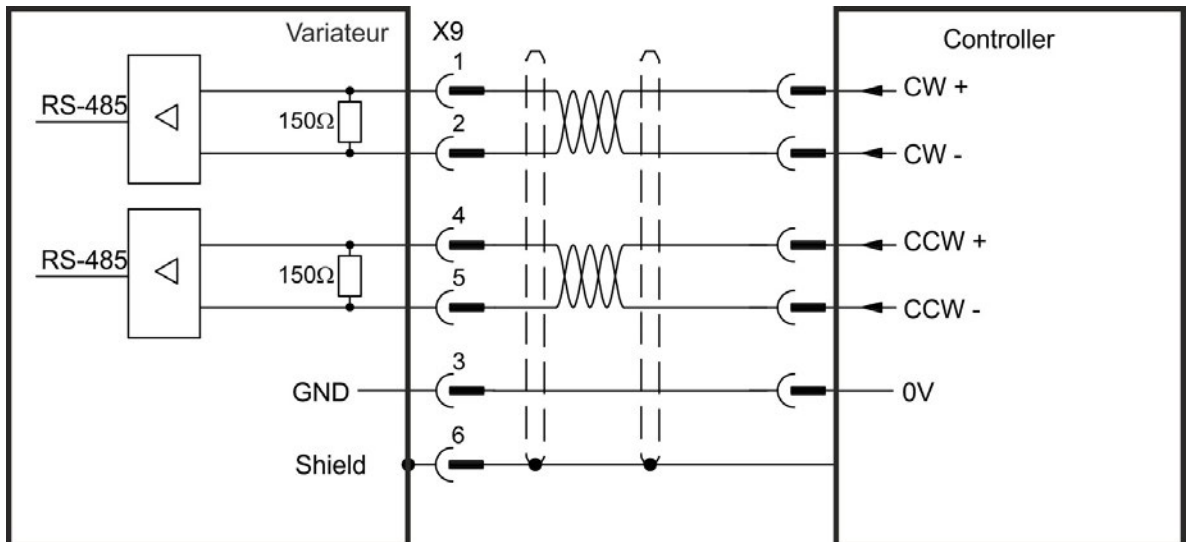 Variateur
X9
Controller
1
CW +
RS-485
150Ω
2
CW -
4
CCW +
RS-485
150Ω
5
CCW -
3
GND
0V
6
Shield